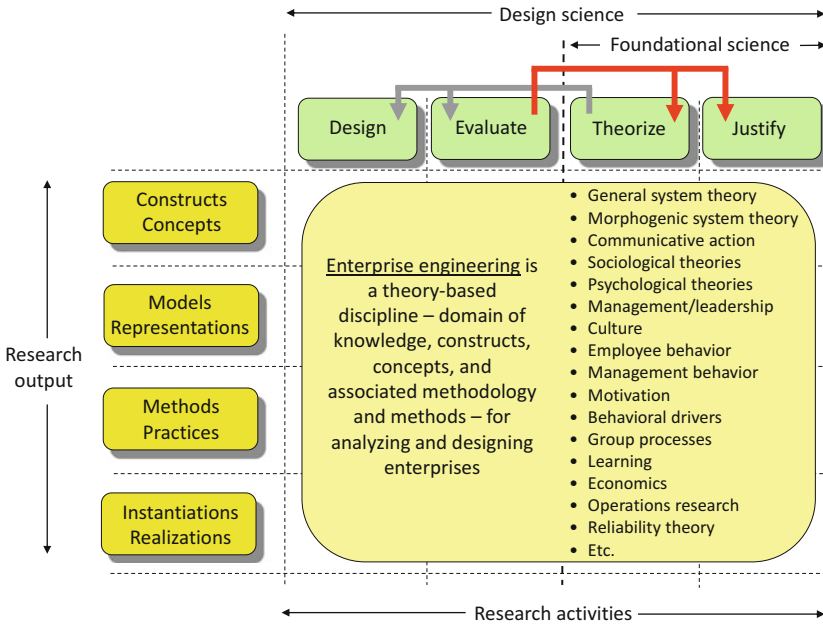 Design science
Foundational science
Design
Evaluate
Theorize
Justify
Research
output
Constructs
Concepts
Models
Representations
Methods
Practices
Instantiations
Realizations
Enterprise engineering is
a theory-based
discipline – domain of
knowledge, constructs,
concepts, and
associated methodology
and methods – for
analyzing and designing
enterprises
• General system theory
• Morphogenic system theory
• Communicative action
• Sociological theories
• Psychological theories
• Management/leadership
• Culture
• Employee behavior
• Management behavior
• Motivation
• Behavioral drivers
• Group processes
• Learning
• Economics
• Operations research
• Reliability theory
• Etc.
Research activities